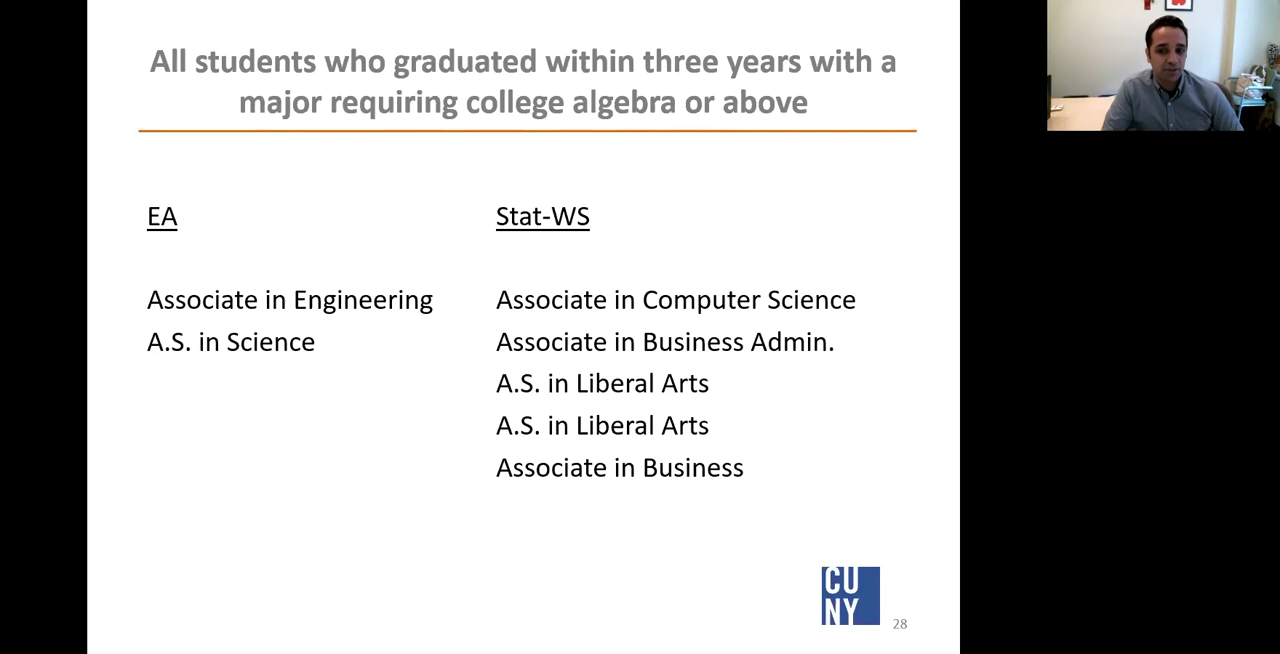 All students who graduated within three years with a
major requiring college algebra or above
EA
Stat-WS
Associate in Engineering
A.S. in Science
Associate in Computer Science
Associate in Business Admin.
A.S. in Liberal Arts
A.S. in Liberal Arts
Associate in Business
CU
NY
28